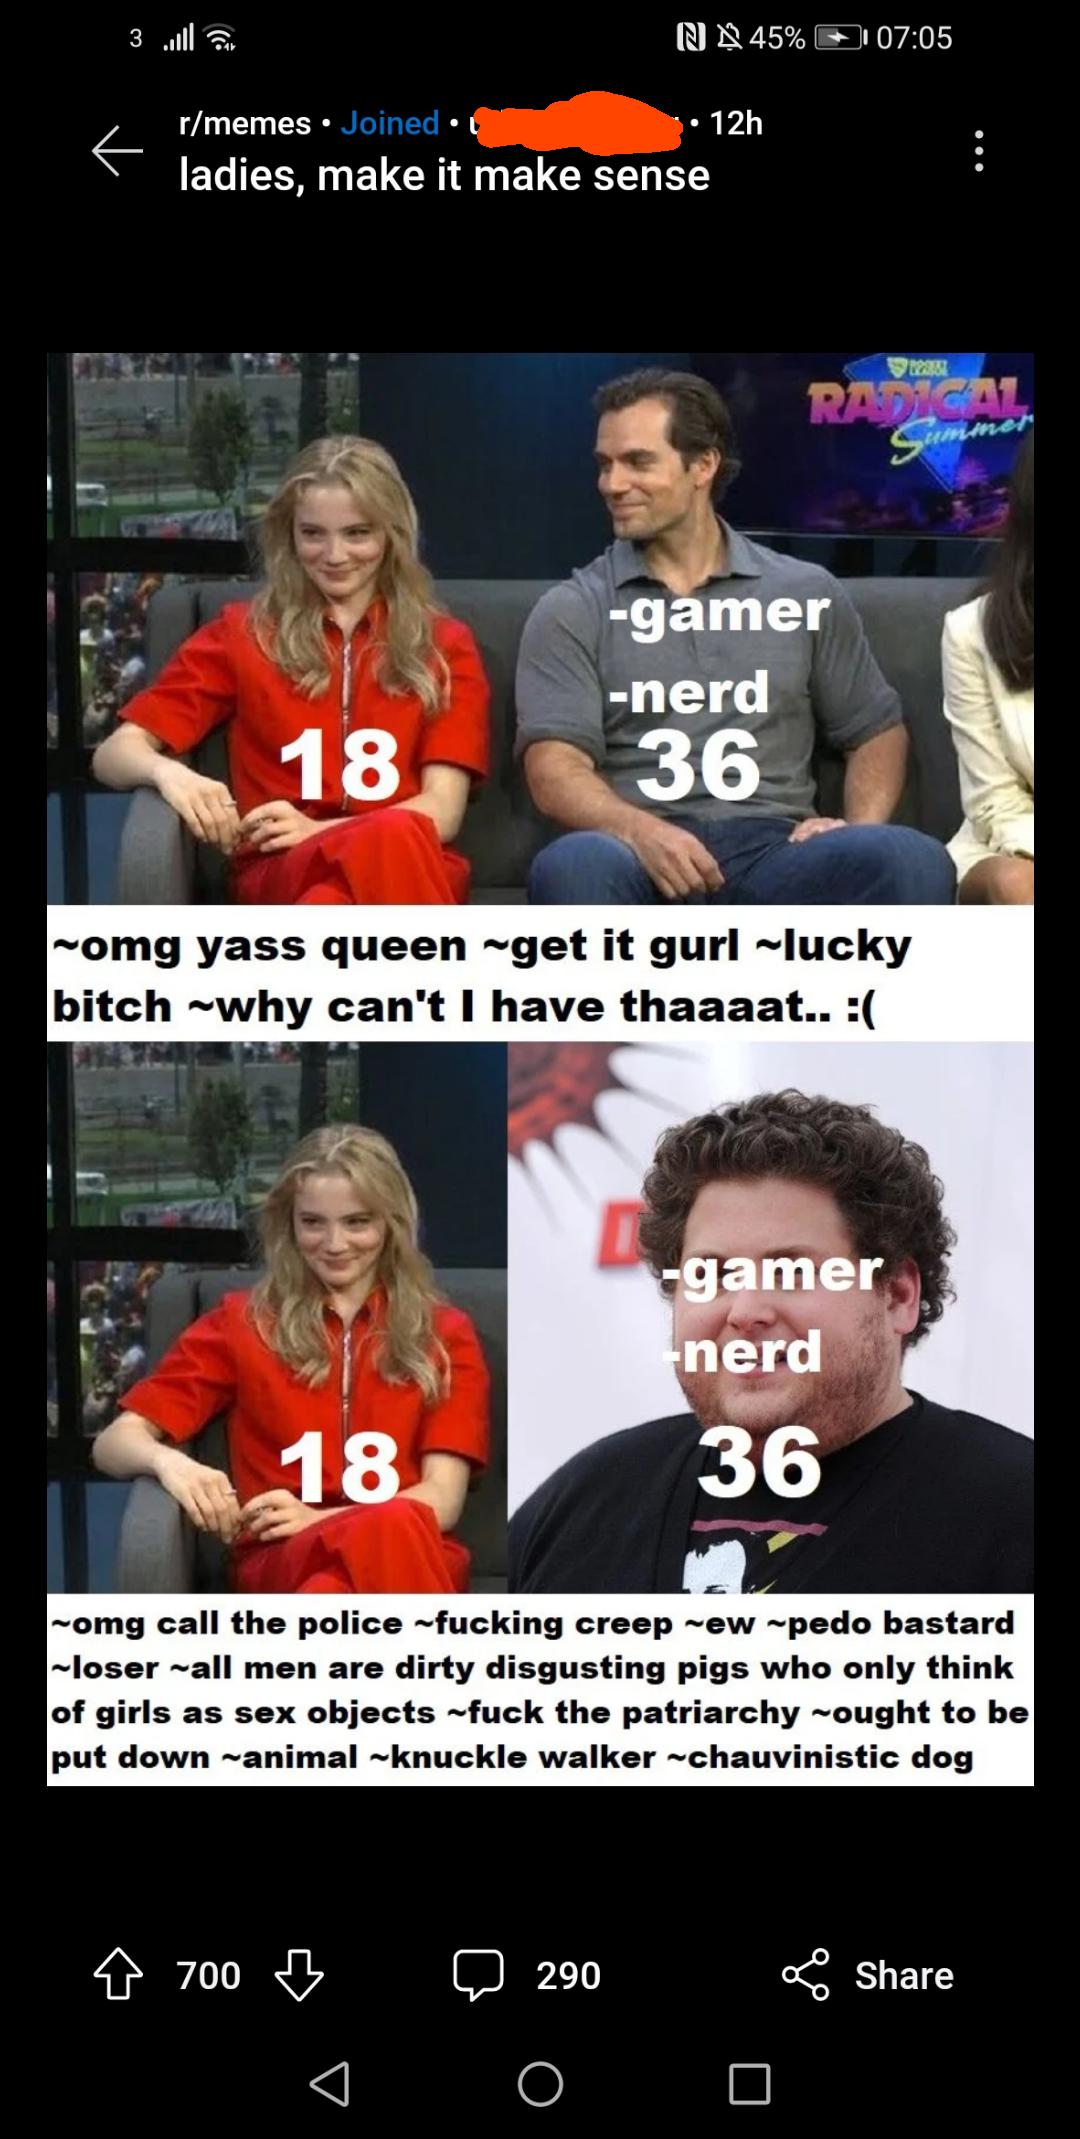 3
45% 07:05
r/memes • Joined • • 12h
ladies, make it make sense
ROCKET
LEAGUE
RADICAL
Summer
-gamer
-nerd
18 36
~omg yass queen ~get it gurl ~lucky
bitch ~why can't I have thaaaat.. :(
D
-gamer
-nerd
18 36
~omg call the police ~fucking creep ~ew ~pedo bastard
~loser ~all men are dirty disgusting pigs who only think
of girls as sex objects ~fuck the patriarchy ~ought to be
put down ~animal ~knuckle walker ~chauvinistic dog
700 290 Share